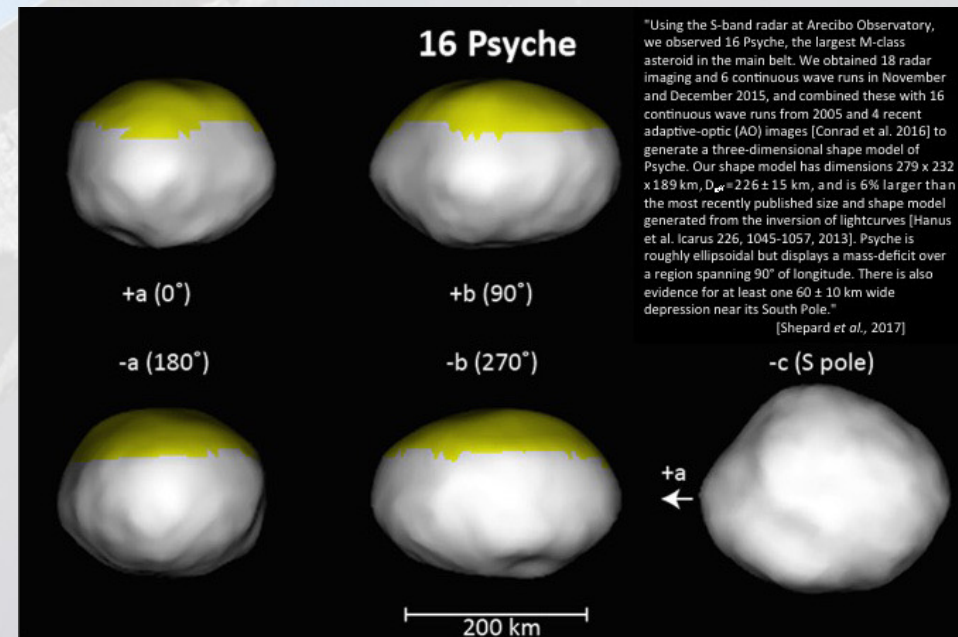 16 Psyche
"Using the S-band radar at Arecibo Observatory,
we observed 16 Psyche, the largest M-class
asteroid in the main belt. We obtained 18 radar
imaging and 6 continuous wave runs in November
and December 2015, and combined these with 16
continuous wave runs from 2005 and 4 recent
adaptive-optic (AO) images [Conrad et al. 2016] to
generate a three-dimensional shape model of
Psyche. Our shape model has dimensions 279 x 232
x 189 km, Deff=226 ± 15 km, and is 6% larger than
the most recently published size and shape model
generated from the inversion of lightcurves [Hanus
et al. Icarus 226, 1045-1057, 2013]. Psyche is
roughly ellipsoidal but displays a mass-deficit over
a region spanning 90° of longitude. There is also
evidence for at least one 60 ± 10 km wide
depression near its South Pole."
[Shepard et al., 2017]
+a (0˚)
+b (90˚)
-a (180˚)
-b (270˚)
-c (S pole)
+a
200 km